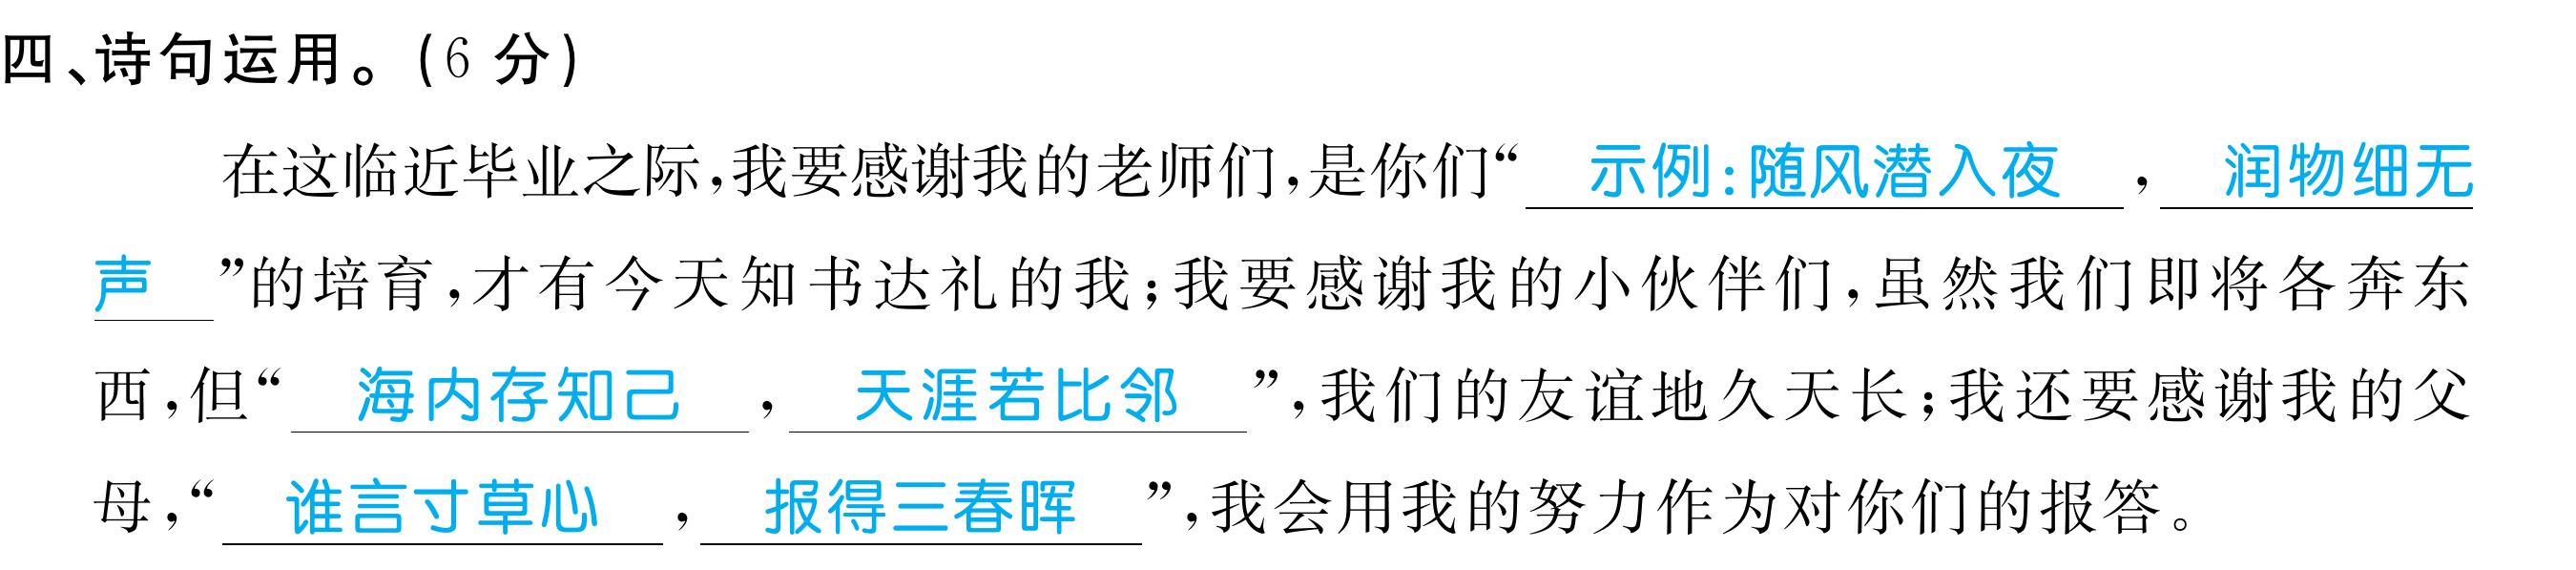 四、诗句运用。(6 分)
在这临近毕业之际,我要感谢我的老师们,是你们“ 示例:随风潜入夜 , 润物细无
声 ”的培育,才有今天知书达礼的我;我要感谢我的小伙伴们,虽然我们即将各奔东
西,但“ 海内存知己 , 天涯若比邻 ”,我们的友谊地久天长;我还要感谢我的父
母,“ 谁言寸草心 , 报得三春晖 ”,我会用我的努力作为对你们的报答。